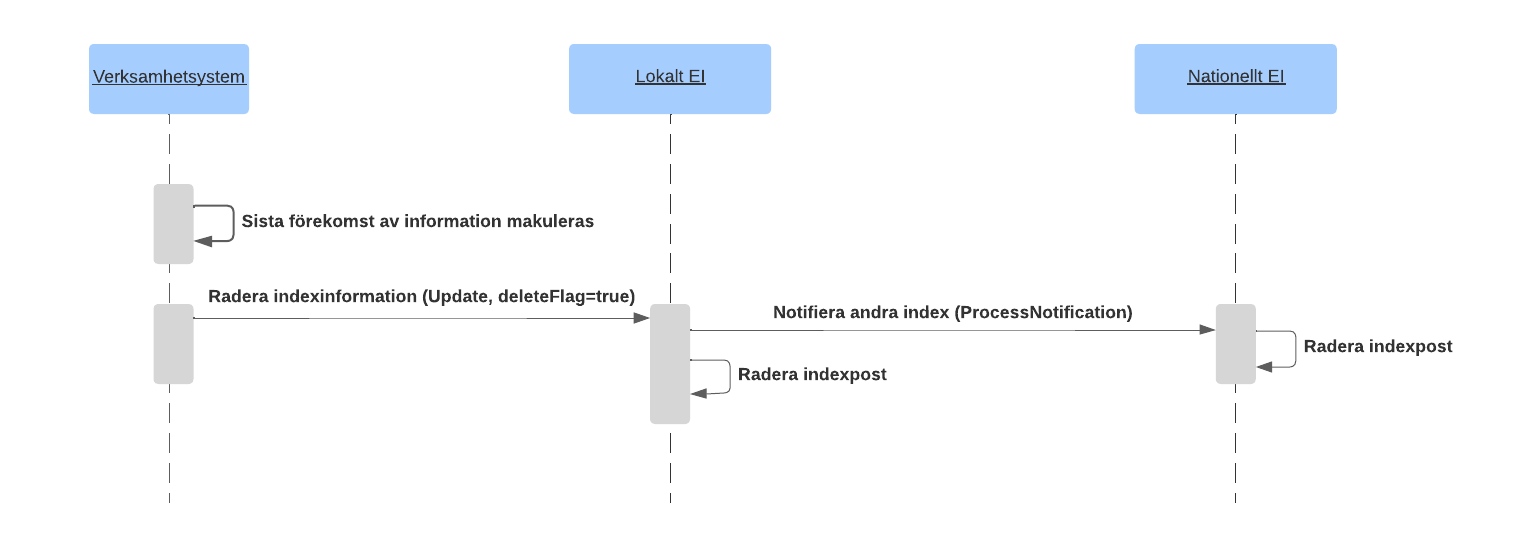 Verksamhetsystem
Lokalt EI
Nationellt EI
Sista förekomst av information makuleras
Radera indexinformation (Update, deleteFlag=true)
Notifiera andra index (ProcessNotification)
Radera indexpost
Radera indexpost